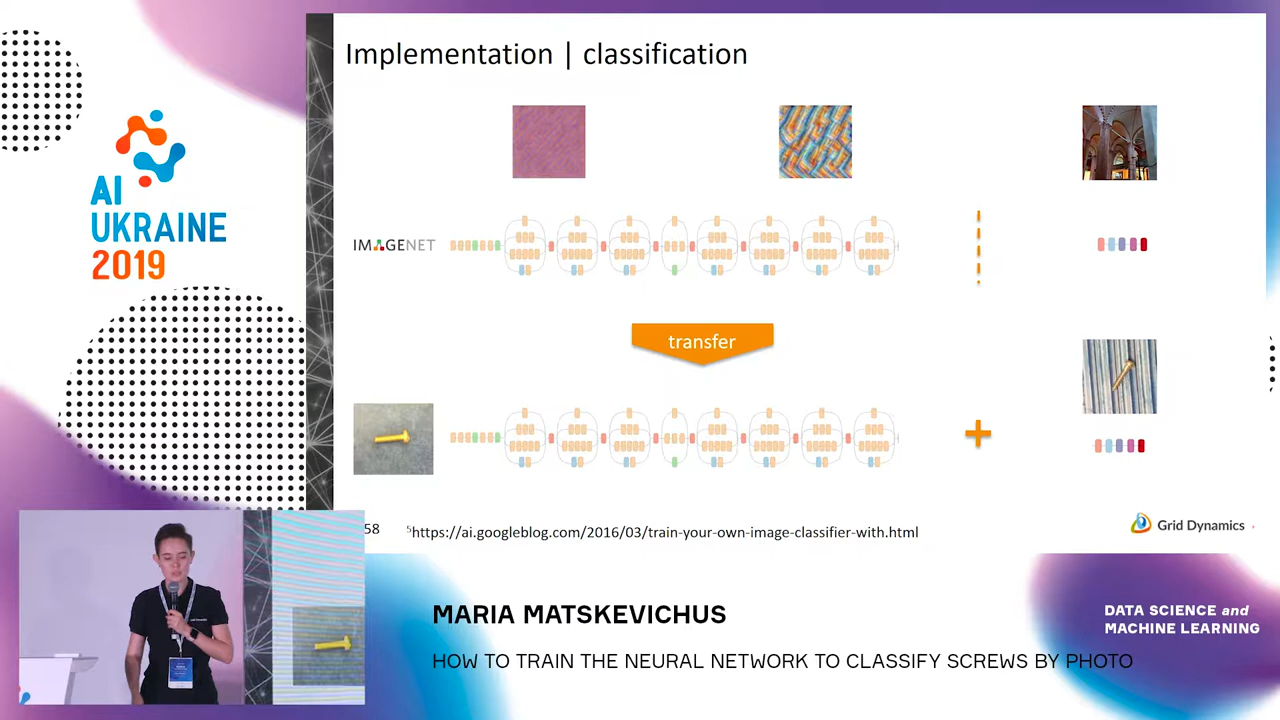 Implementation | classification
AI
UKRAINE
2019
IMAGENET
transfer
58
5https://ai.googleblog.com/2016/03/train-your-own-image-classifier-with.html
Grid Dynamics
MARIA MATSKEVICHUS
HOW TO TRAIN THE NEURAL NETWORK TO CLASSIFY SCREWS BY PHOTO
DATA SCIENCE and
MACHINE LEARNING